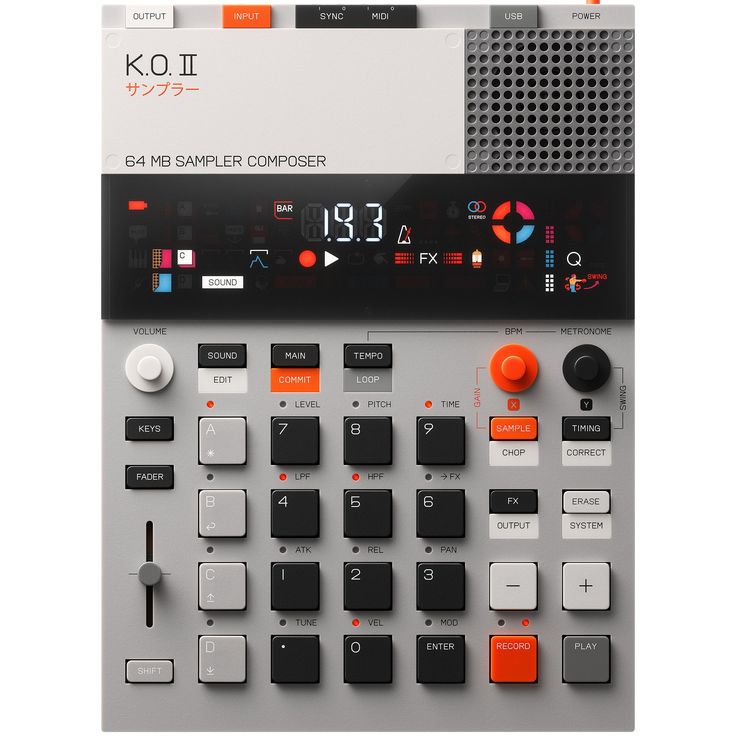 OUTPUT INPUT SYNC MIDI USB POWER
K.O. II
サンプラー
64 MB SAMPLER COMPOSER
BAR
1.9.3
STEREO
C
FX
Q
SOUND
SWING
VOLUME
BPM METRONOME
SOUND MAIN TEMPO
EDIT COMMIT LOOP
GAIN
SWING
X Y
LEVEL PITCH TIME
KEYS A 7 8 9 SAMPLE TIMING
* CHOP CORRECT
FADER LPF HPF →FX
B 4 5 6 FX ERASE
OUTPUT SYSTEM
ATK REL PAN
C 1 2 3 − +
TUNE VEL MOD
SHIFT D . 0 ENTER RECORD PLAY